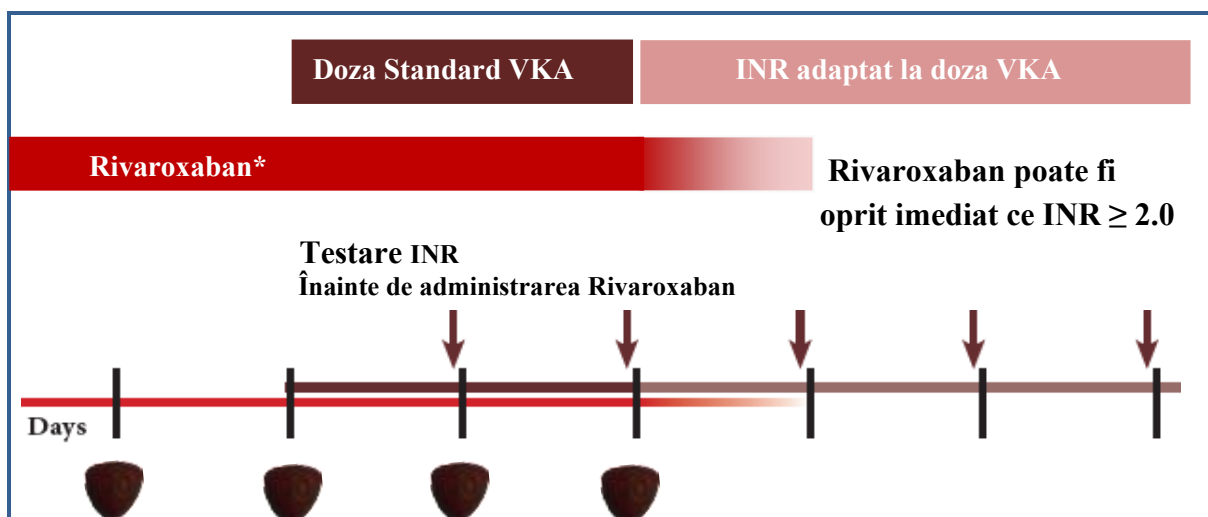 Doza Standard VKA
INR adaptat la doza VKA
Rivaroxaban*
Rivaroxaban poate fi
oprit imediat ce INR ≥ 2.0
Testare INR
Înainte de administrarea Rivaroxaban
Days